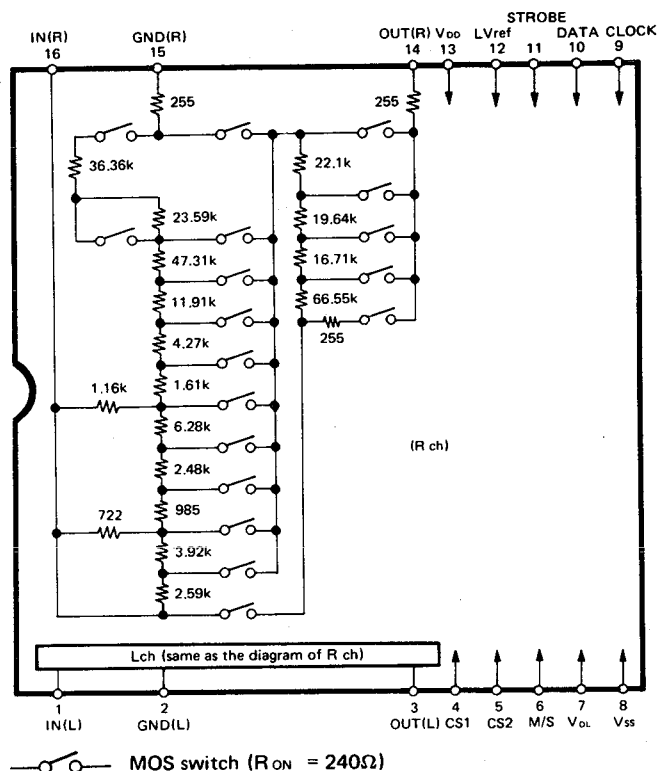 STROBE
IN(R) GND(R) OUT(R) VDD LVref DATA CLOCK
16 15 14 13 12 11 10 9
255 255
36.36k 22.1k
23.59k 19.64k
47.31k 16.71k
11.91k 66.55k
4.27k 255
1.61k
1.16k
6.28k
(R ch)
2.48k
722 985
3.92k
2.59k
Lch (same as the diagram of R ch)
1 2 3 4 5 6 7 8
IN(L) GND(L) OUT(L) CS1 CS2 M/S VDL VSS
MOS switch (RON = 240Ω)